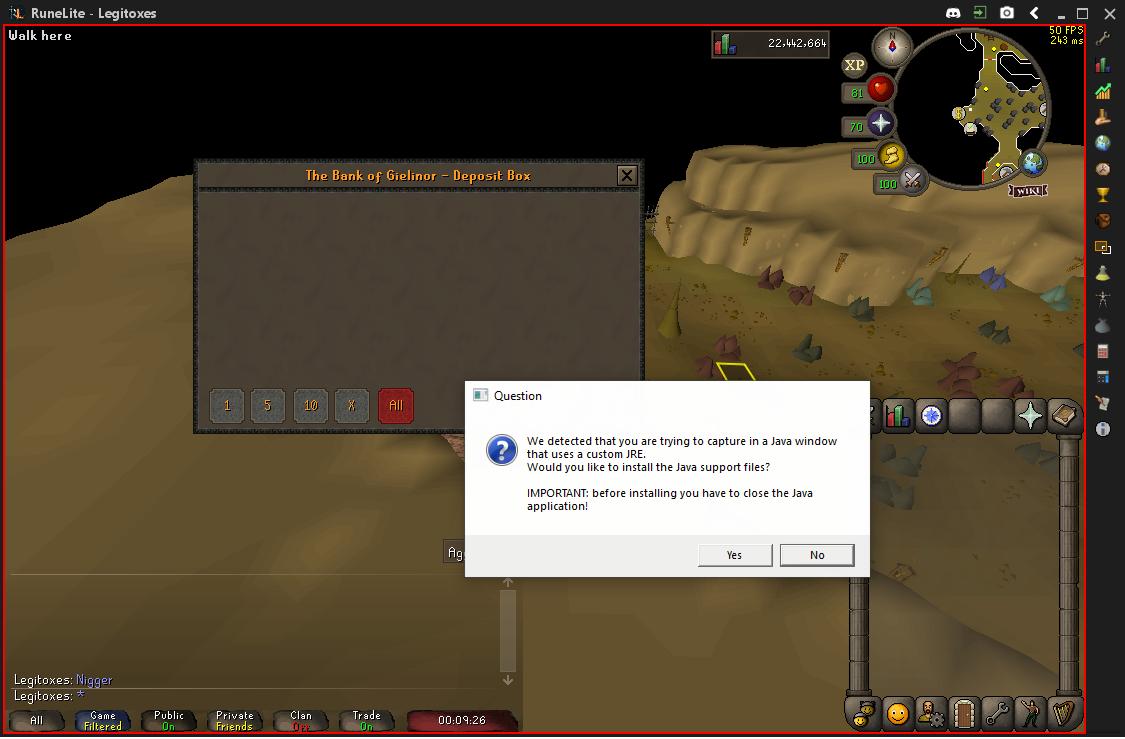 RuneLite - Legitoxes
Walk here
22,442,664
50 FPS
243 ms
N
XP
61
70
100
100
WIKI
The Bank of Gielinor - Deposit Box
1
5
10
X
All
Question
We detected that you are trying to capture in a Java window
that uses a custom JRE.
Would you like to install the Java support files?
IMPORTANT: before installing you have to close the Java
application!
Yes
No
Legitoxes: Nigger
Legitoxes: *
All
Game
Filtered
Public
On
Private
Friends
Clan
Off
Trade
On
00:09:26